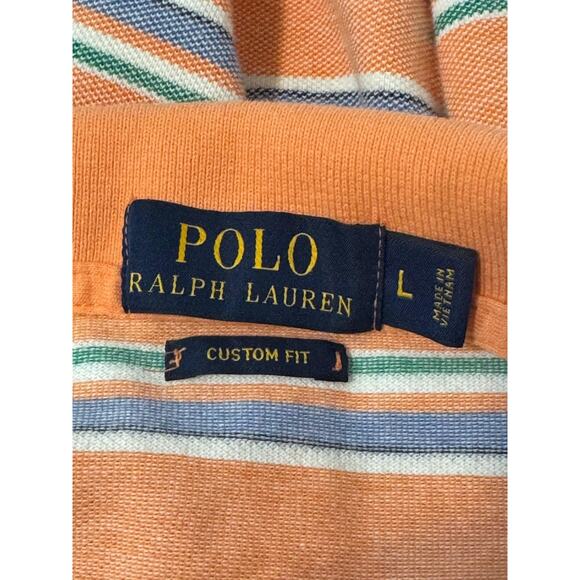 POLO
RALPH LAUREN
L
MADE IN
VIETNAM
CUSTOM FIT